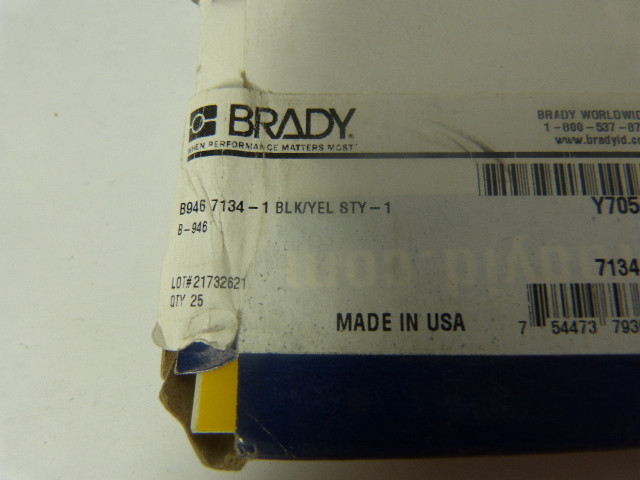 BRADY
WHEN PERFORMANCE MATTERS MOST
BRADY WORLDWID
1-800-537-87
www.bradyid.co
B946 7134-1 BLK/YEL STY-1
B-946
Y705
7134
LOT# 21732621
QTY 25
MADE IN USA
7 54473 793